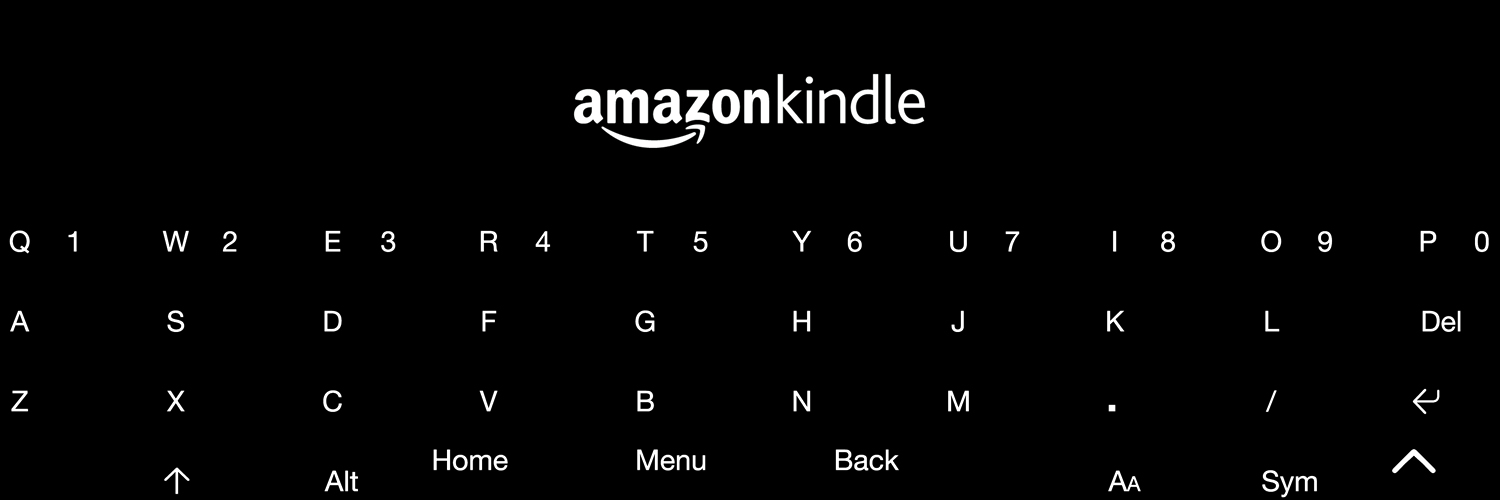 amazonkindle
Q 1 W 2 E 3 R 4 T 5 Y 6 U 7 I 8 O 9 P 0
A S D F G H J K L Del
Z X C V B N M . / ↵
Home Menu Back
↑ Alt AA Sym